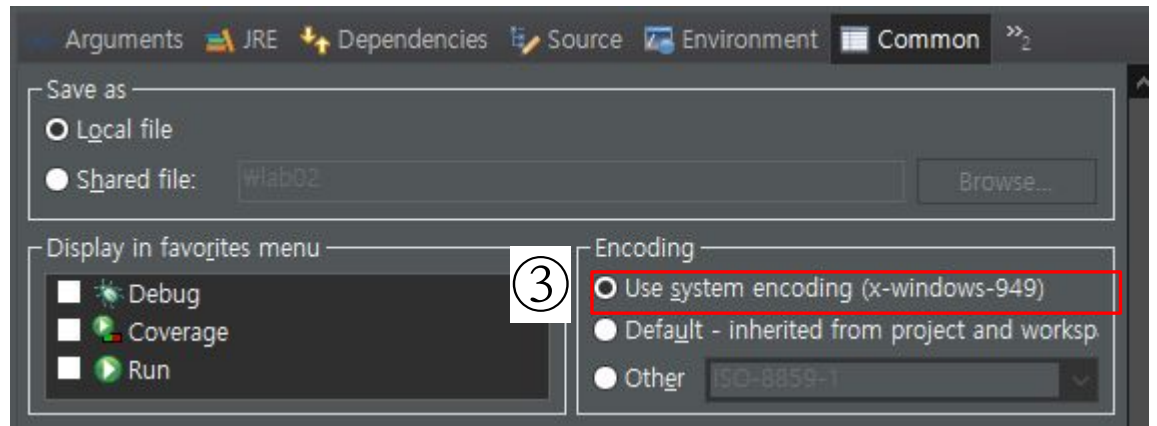 Arguments JRE Dependencies Source Environment Common »2
Save as
Local file
Shared file: ₩lab02 Browse...
Display in favorites menu
Debug
Coverage
Run
③
Encoding
Use system encoding (x-windows-949)
Default - inherited from project and worksp
Other ISO-8859-1